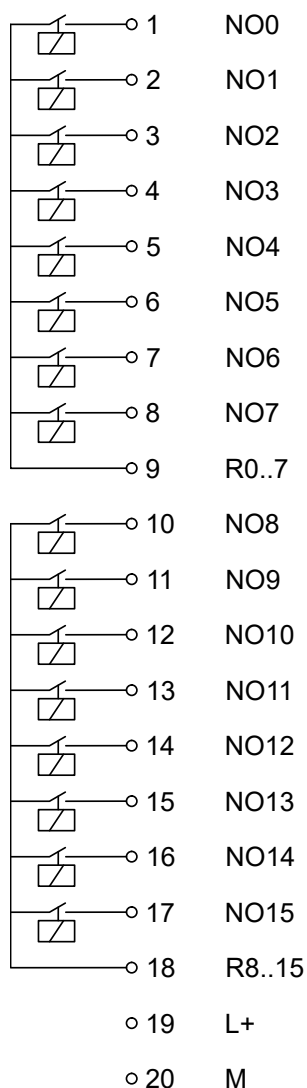 1 NO0
2 NO1
3 NO2
4 NO3
5 NO4
6 NO5
7 NO6
8 NO7
9 R0..7
10 NO8
11 NO9
12 NO10
13 NO11
14 NO12
15 NO13
16 NO14
17 NO15
18 R8..15
19 L+
20 M